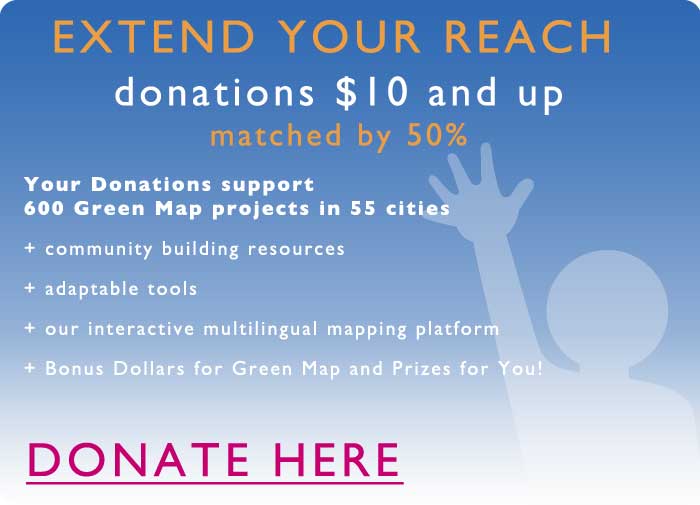 EXTEND YOUR REACH
donations $10 and up
matched by 50%
Your Donations support
600 Green Map projects in 55 cities
+ community building resources
+ adaptable tools
+ our interactive multilingual mapping platform
+ Bonus Dollars for Green Map and Prizes for You!
DONATE HERE